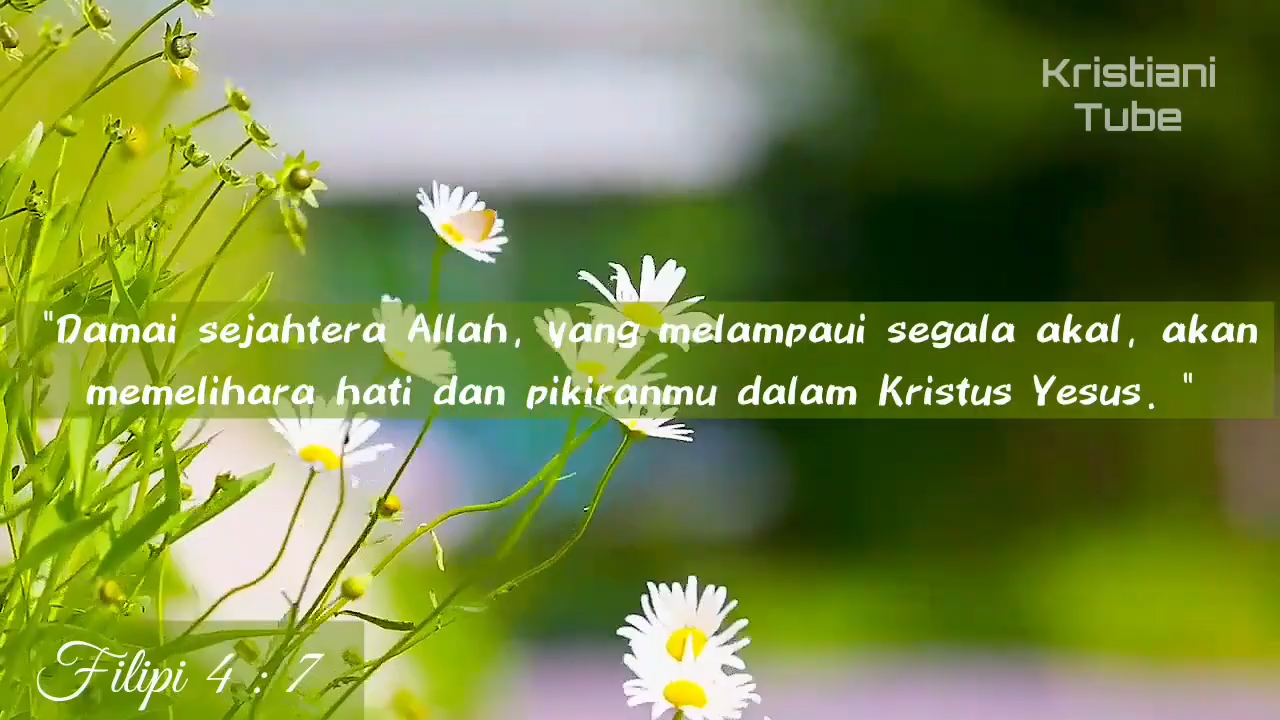 Kristiani
Tube
"Damai sejahtera Allah, yang melampaui segala akal, akan
memelihara hati dan pikiranmu dalam Kristus Yesus. "
Filipi 4 : 7